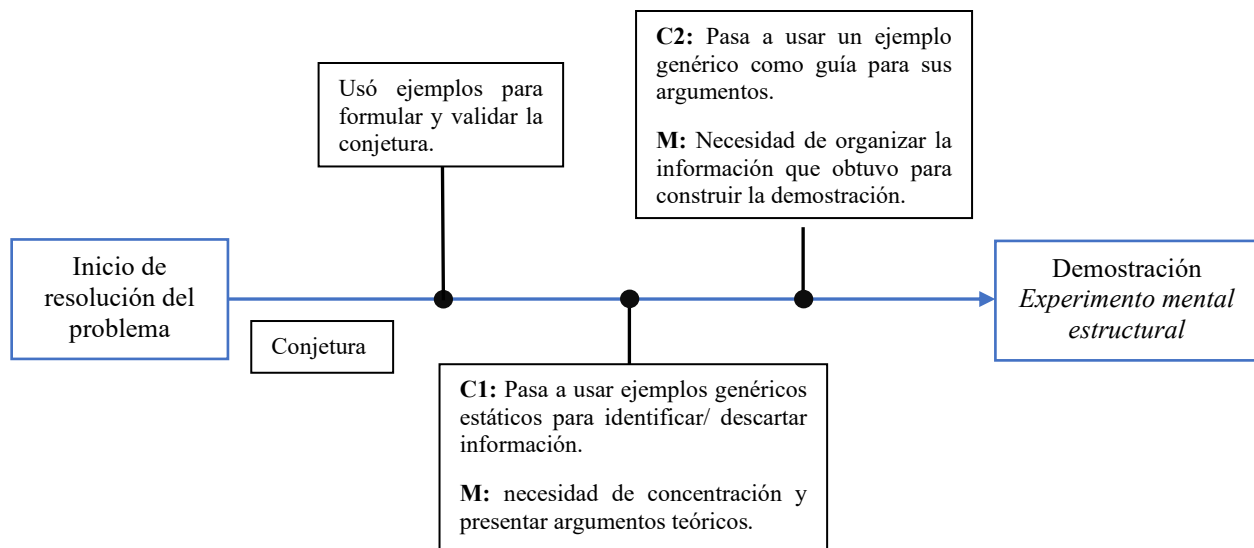 Usó ejemplos para
formular y validar la
conjetura.
C2: Pasa a usar un ejemplo
genérico como guía para sus
argumentos.
M: Necesidad de organizar la
información que obtuvo para
construir la demostración.
Inicio de
resolución del
problema
Conjetura
C1: Pasa a usar ejemplos genéricos
estáticos para identificar/ descartar
información.
M: necesidad de concentración y
presentar argumentos teóricos.
Demostración
Experimento mental
estructural